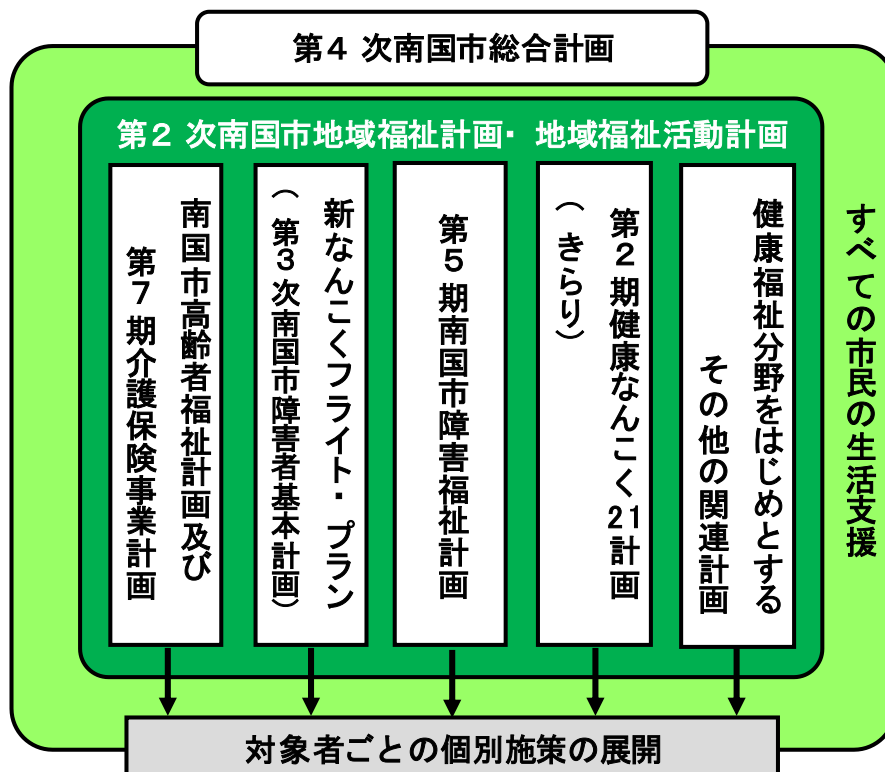 第４次南国市総合計画
第２次南国市地域福祉計画・地域福祉活動計画
南国市高齢者福祉計画及び
第７期介護保険事業計画
新なんこくフライト・プラン
（第３次南国市障害者基本計画）
第５期南国市障害福祉計画
第２期健康なんこく21計画
（きらり）
健康福祉分野をはじめとする
その他の関連計画
すべての市民の生活支援
対象者ごとの個別施策の展開